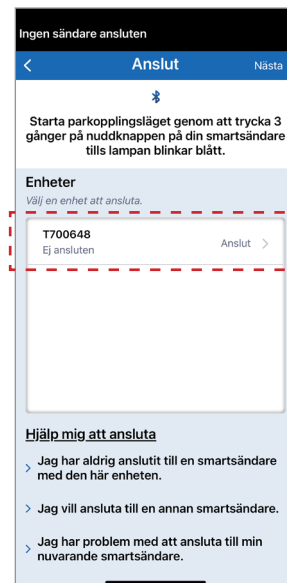 Ingen sändare ansluten
Anslut
Nästa
Starta parkopplingsläget genom att trycka 3
gånger på nuddknappen på din smartsändare
tills lampan blinkar blått.
Enheter
Välj en enhet att ansluta.
T700648
Ej ansluten
Anslut
Hjälp mig att ansluta
Jag har aldrig anslutit till en smartsändare
med den här enheten.
Jag vill ansluta till en annan smartsändare.
Jag har problem med att ansluta till min
nuvarande smartsändare.